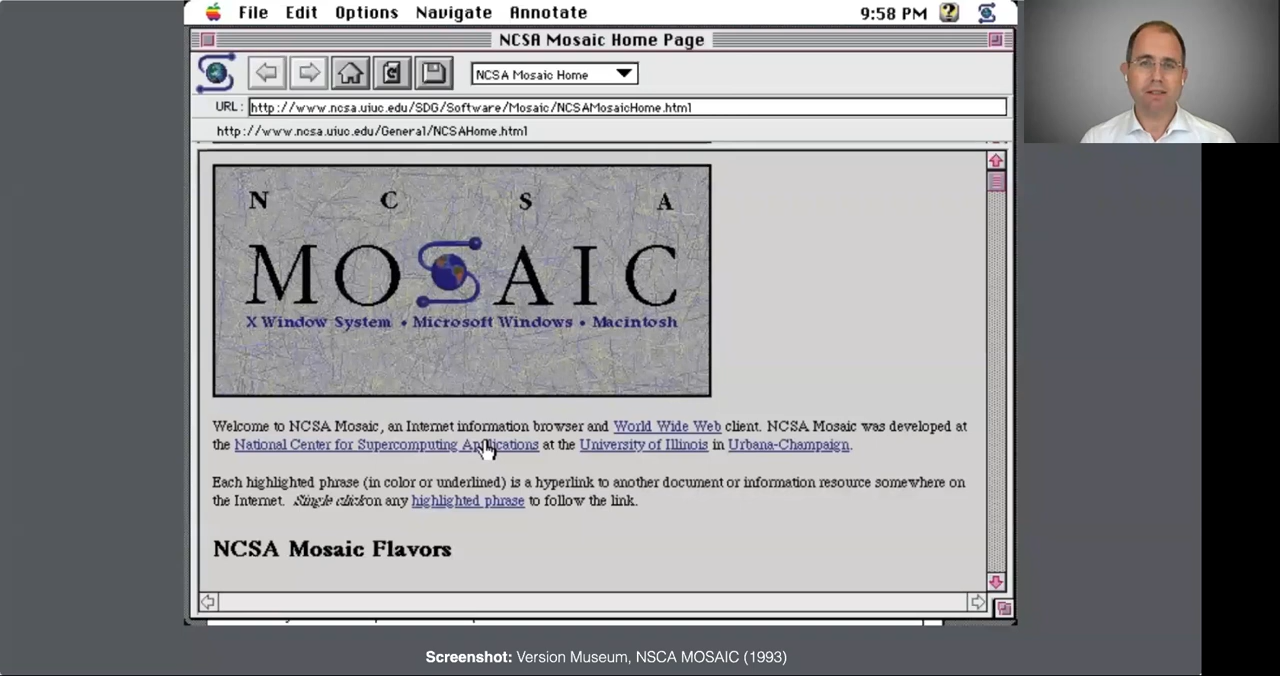 File Edit Options Navigate Annotate 9:58 PM
NCSA Mosaic Home Page
NCSA Mosaic Home
URL: http://www.ncsa.uiuc.edu/SDG/Software/Mosaic/NCSAMosaicHome.html
http://www.ncsa.uiuc.edu/General/NCSAHome.html
N C S A
MOSAIC
X Window System • Microsoft Windows • Macintosh
Welcome to NCSA Mosaic, an Internet information browser and World Wide Web client. NCSA Mosaic was developed at
the National Center for Supercomputing Applications at the University of Illinois in Urbana-Champaign.
Each highlighted phrase (in color or underlined) is a hyperlink to another document or information resource somewhere on
the Internet. Single click on any highlighted phrase to follow the link.
NCSA Mosaic Flavors
Screenshot: Version Museum, NSCA MOSAIC (1993)